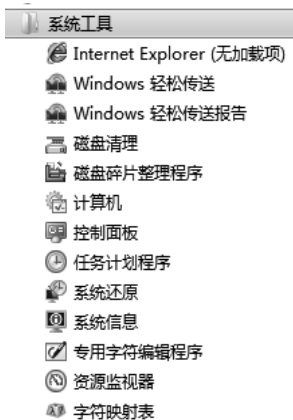 系统工具
Internet Explorer (无加载项)
Windows 轻松传送
Windows 轻松传送报告
磁盘清理
磁盘碎片整理程序
计算机
控制面板
任务计划程序
系统还原
系统信息
专用字符编辑程序
资源监视器
字符映射表